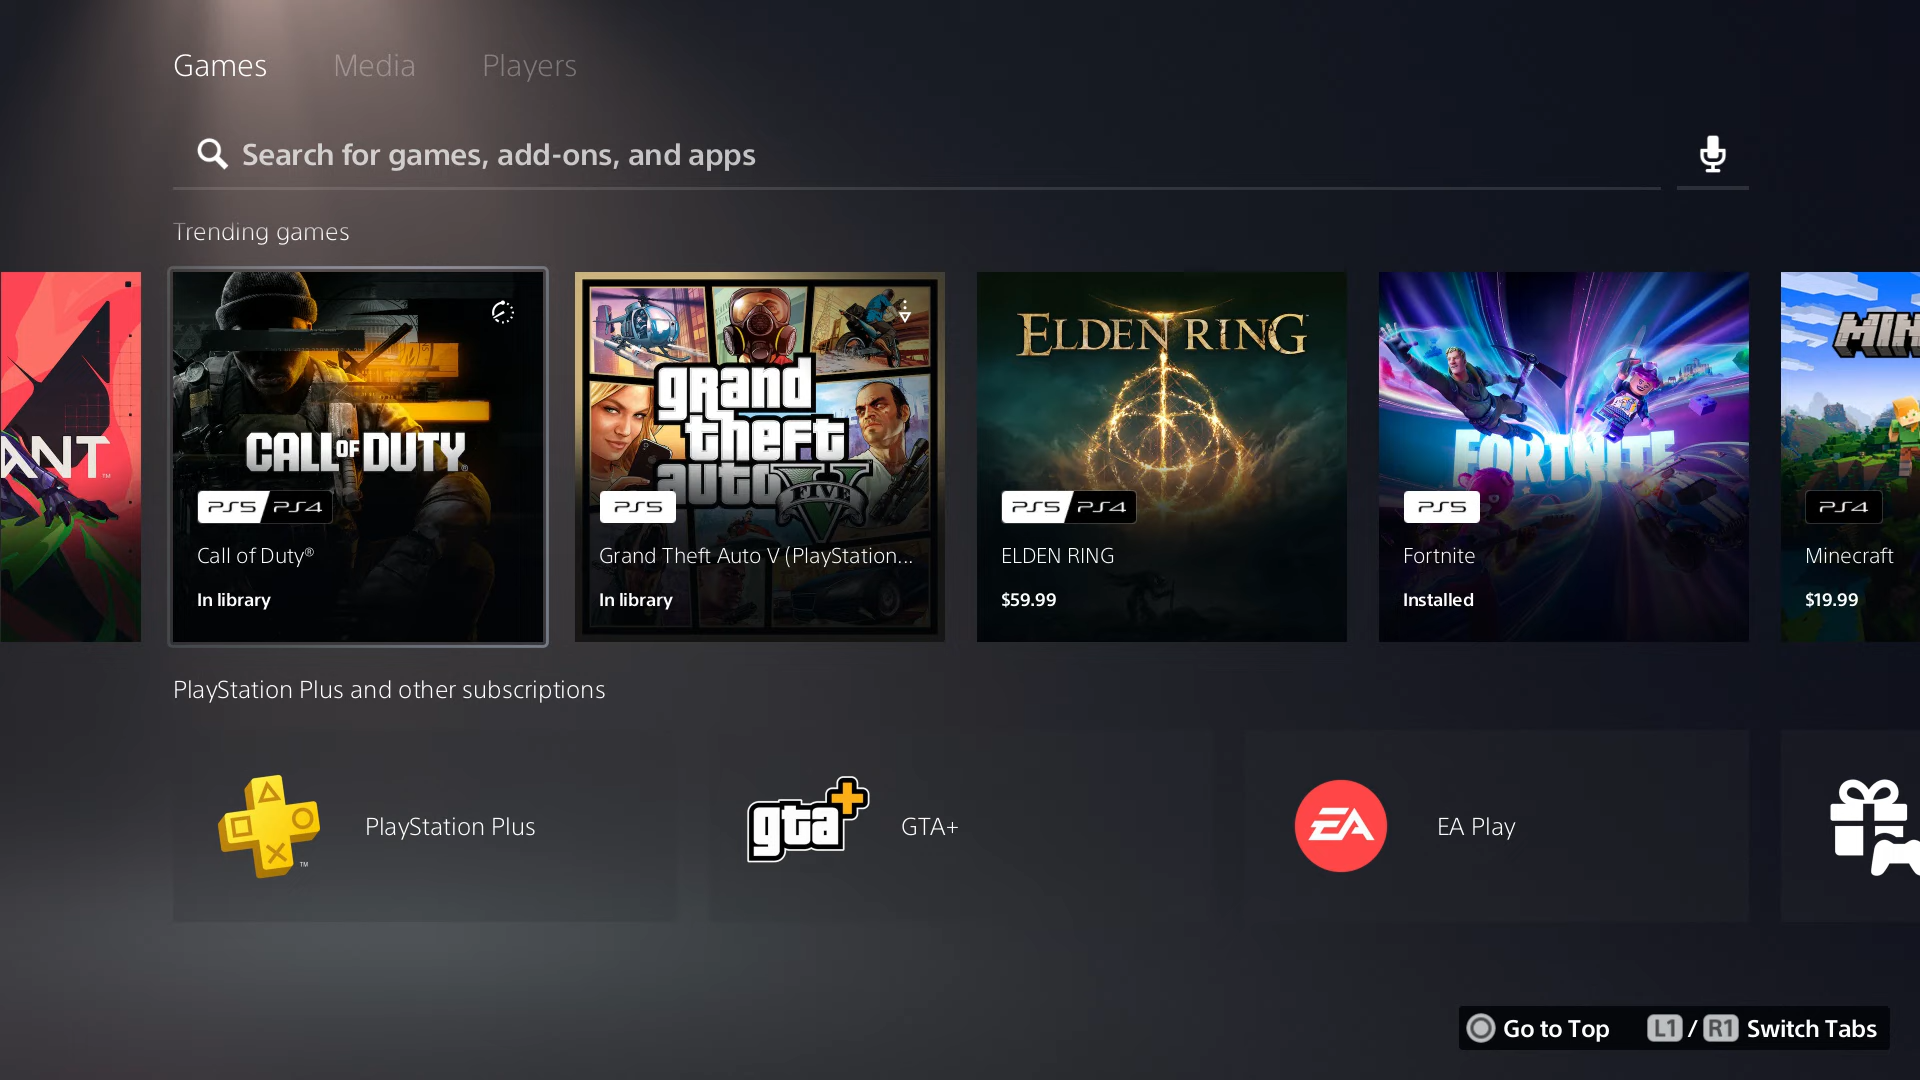 Games Media Players
Search for games, add-ons, and apps
Trending games
ANT™
CALL OF DUTY®
PS5 PS4
Call of Duty®
In library
grand
theft
auto
FIVE
PS5
Grand Theft Auto V (PlayStation...
In library
ELDEN RING
PS5 PS4
ELDEN RING
$59.99
FORTNITE
PS5
Fortnite
Installed
MIN
PS4
Minecraft
$19.99
PlayStation Plus and other subscriptions
TM
PlayStation Plus
gta+
GTA+
EA
EA Play
Go to Top L1 / R1 Switch Tabs